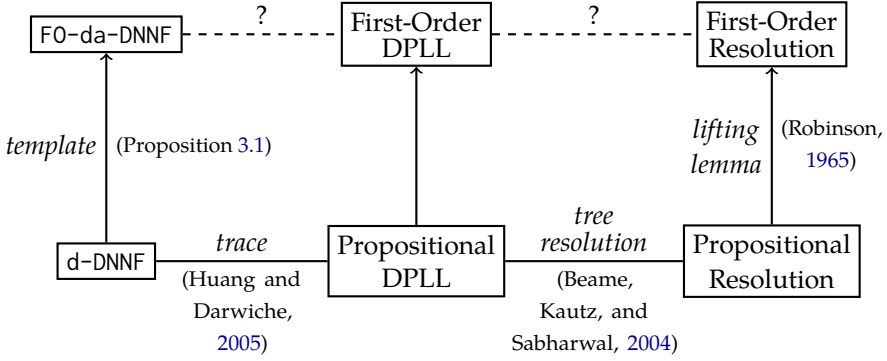 FO-da-DNNF
?
First-Order
DPLL
?
First-Order
Resolution
template
(Proposition 3.1)
lifting
lemma
(Robinson,
1965)
d-DNNF
trace
(Huang and
Darwiche,
2005)
Propositional
DPLL
tree
resolution
(Beame,
Kautz, and
Sabharwal, 2004)
Propositional
Resolution